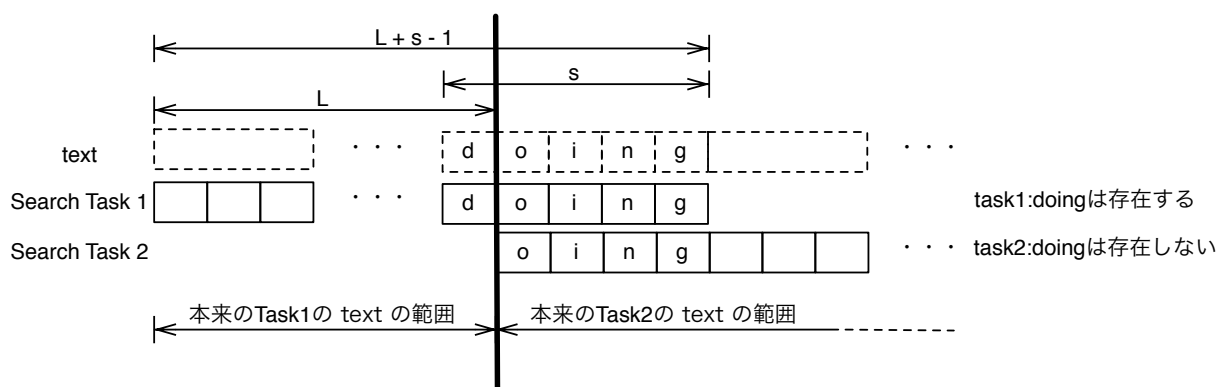 L + s - 1
s
L
text ・・・ d o i n g ・・・
Search Task 1 ・・・ d o i n g task1:doingは存在する
Search Task 2 o i n g ・・・ task2:doingは存在しない
本来のTask1の text の範囲 本来のTask2の text の範囲